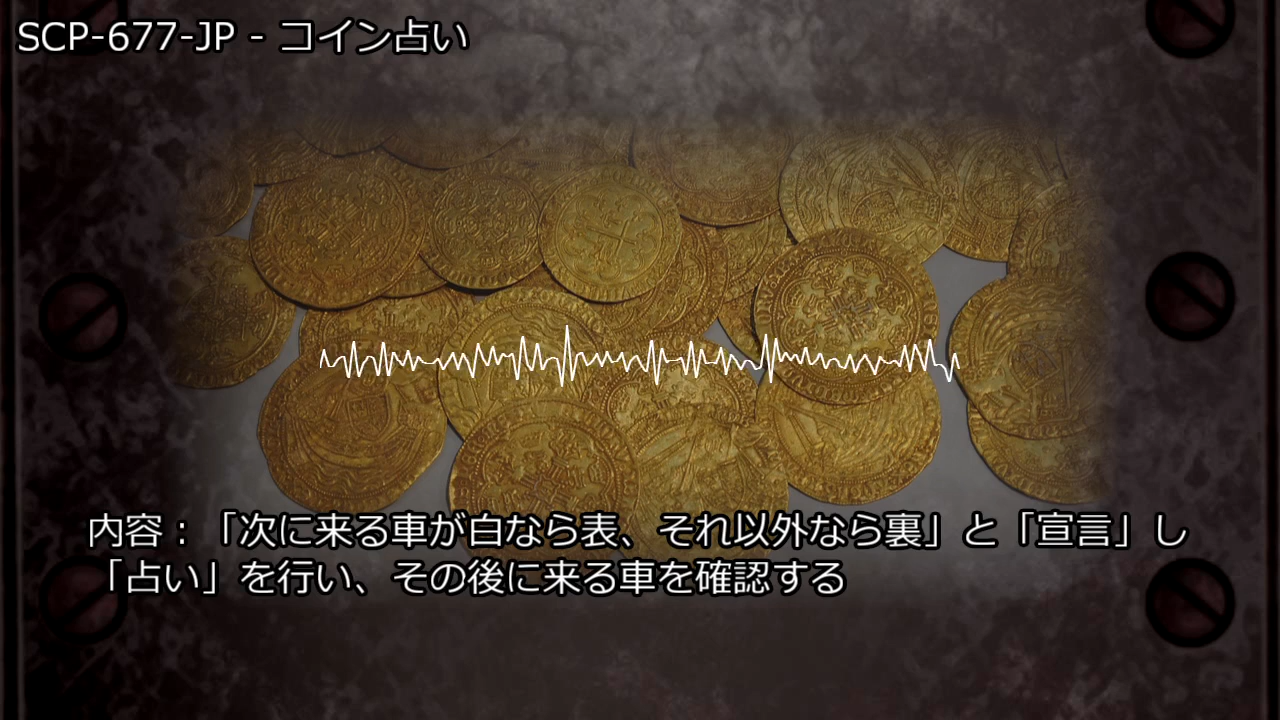 SCP-677-JP - コイン占い
内容：「次に来る車が白なら表、それ以外なら裏」と「宣言」し
「占い」を行い、その後に来る車を確認する